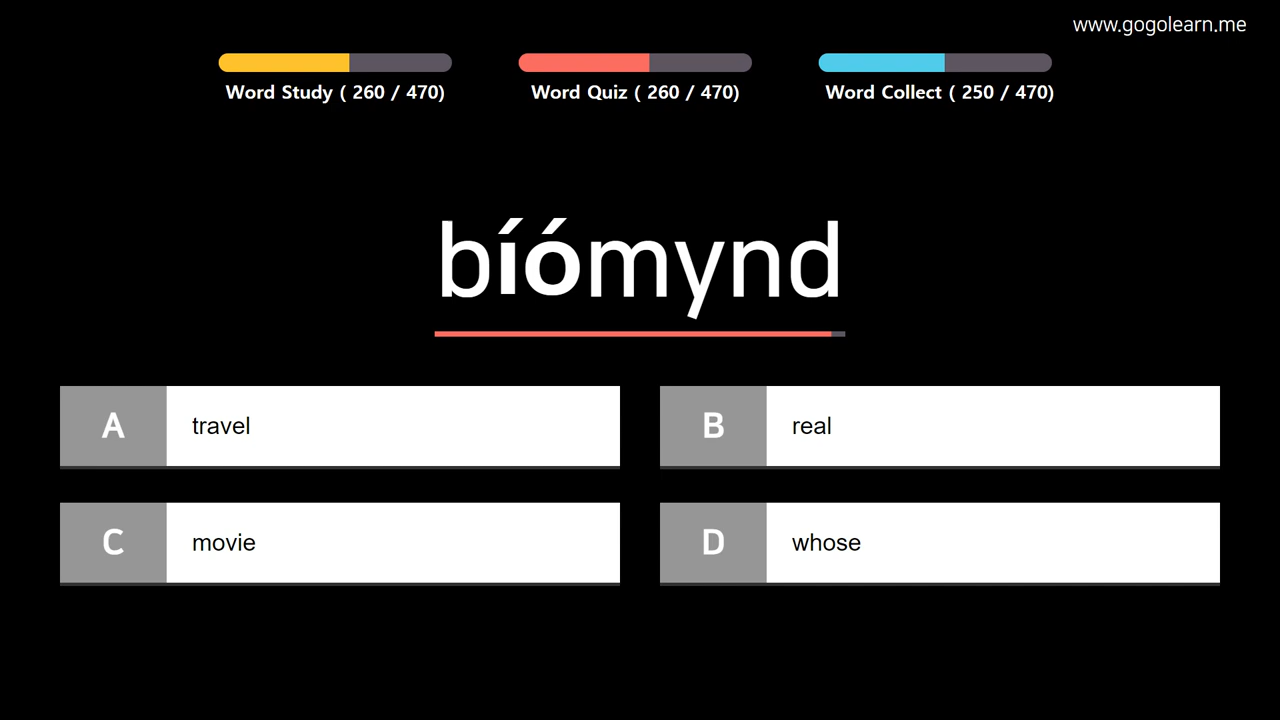 www.gogolearn.me
Word Study ( 260 / 470)
Word Quiz ( 260 / 470)
Word Collect ( 250 / 470)
bíómynd
A travel
B real
C movie
D whose